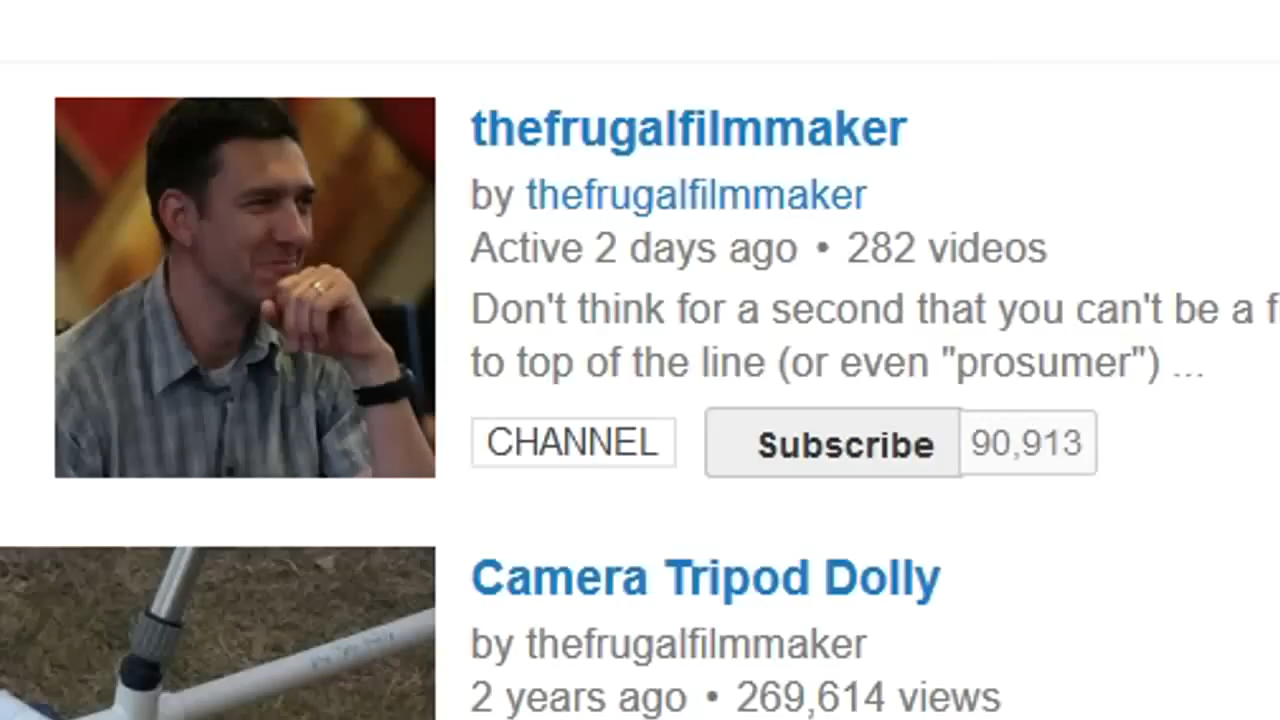 thefrugalfilmmaker
by thefrugalfilmmaker
Active 2 days ago • 282 videos
Don't think for a second that you can't be a f
to top of the line (or even "prosumer") ...
CHANNEL Subscribe 90,913
Camera Tripod Dolly
by thefrugalfilmmaker
2 years ago • 269,614 views